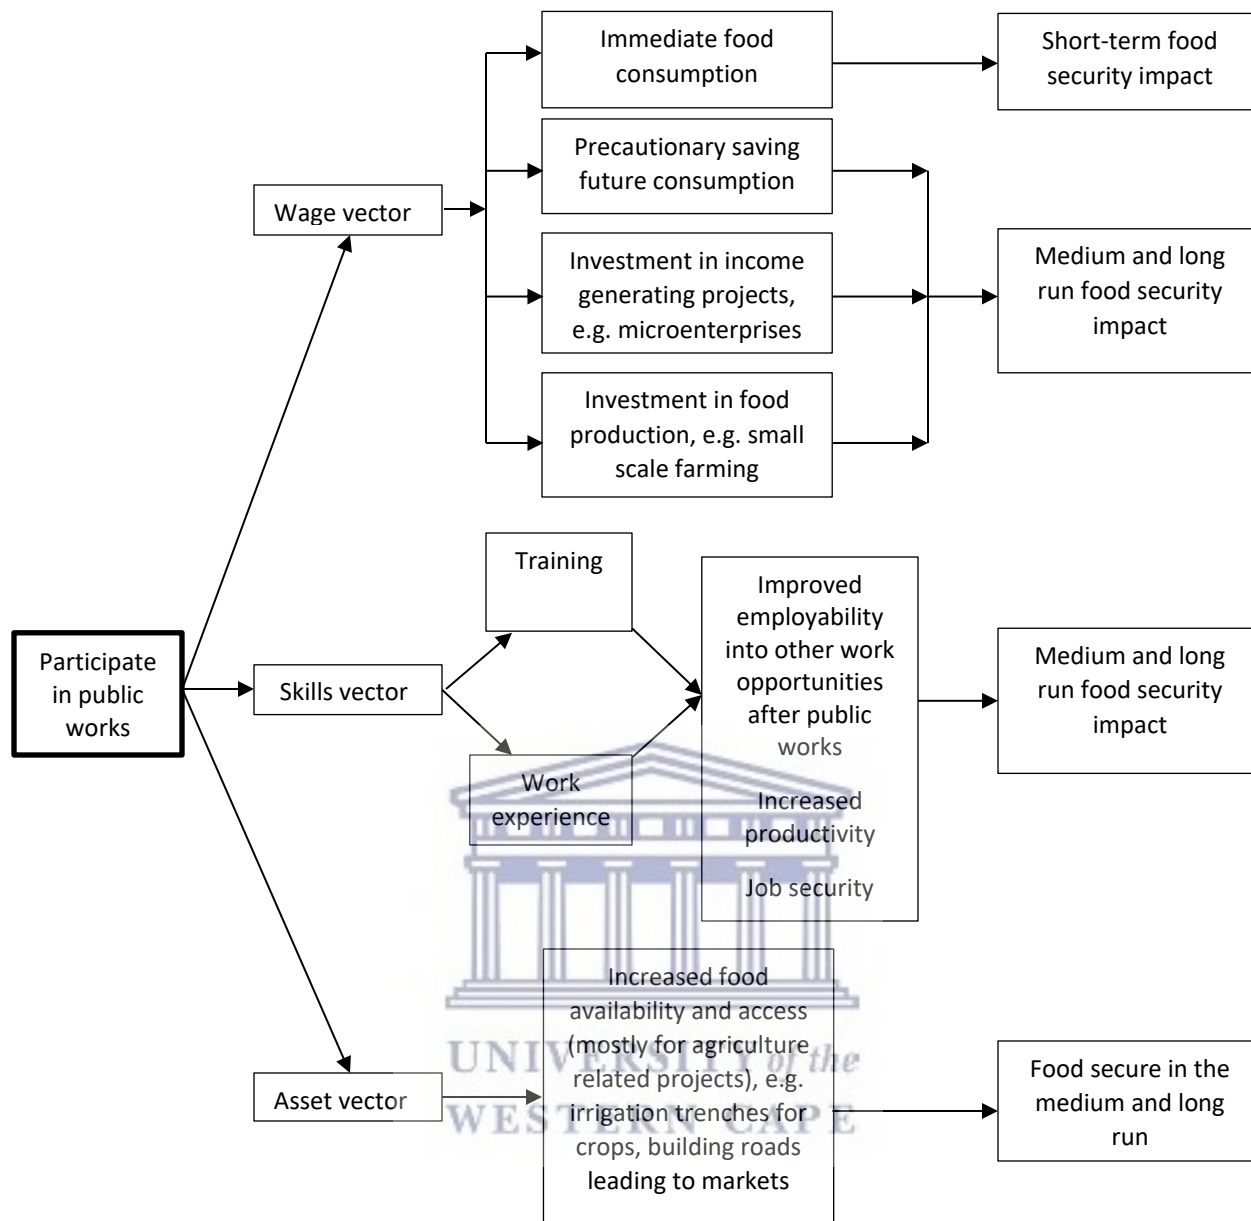 Immediate food
consumption
Short-term food
security impact
Precautionary saving
future consumption
Wage vector
Investment in income
generating projects,
e.g. microenterprises
Medium and long
run food security
impact
Investment in food
production, e.g. small
scale farming
Participate
in public
works
Skills vector
Training
Work
experience
Improved
employability
into other work
opportunities
after public
works
Increased
productivity
Job security
Medium and long
run food security
impact
Asset vector
Increased food
availability and access
(mostly for agriculture
related projects), e.g.
irrigation trenches for
crops, building roads
leading to markets
Food secure in the
medium and long
run
UNIVERSITY of the
WESTERN CAPE